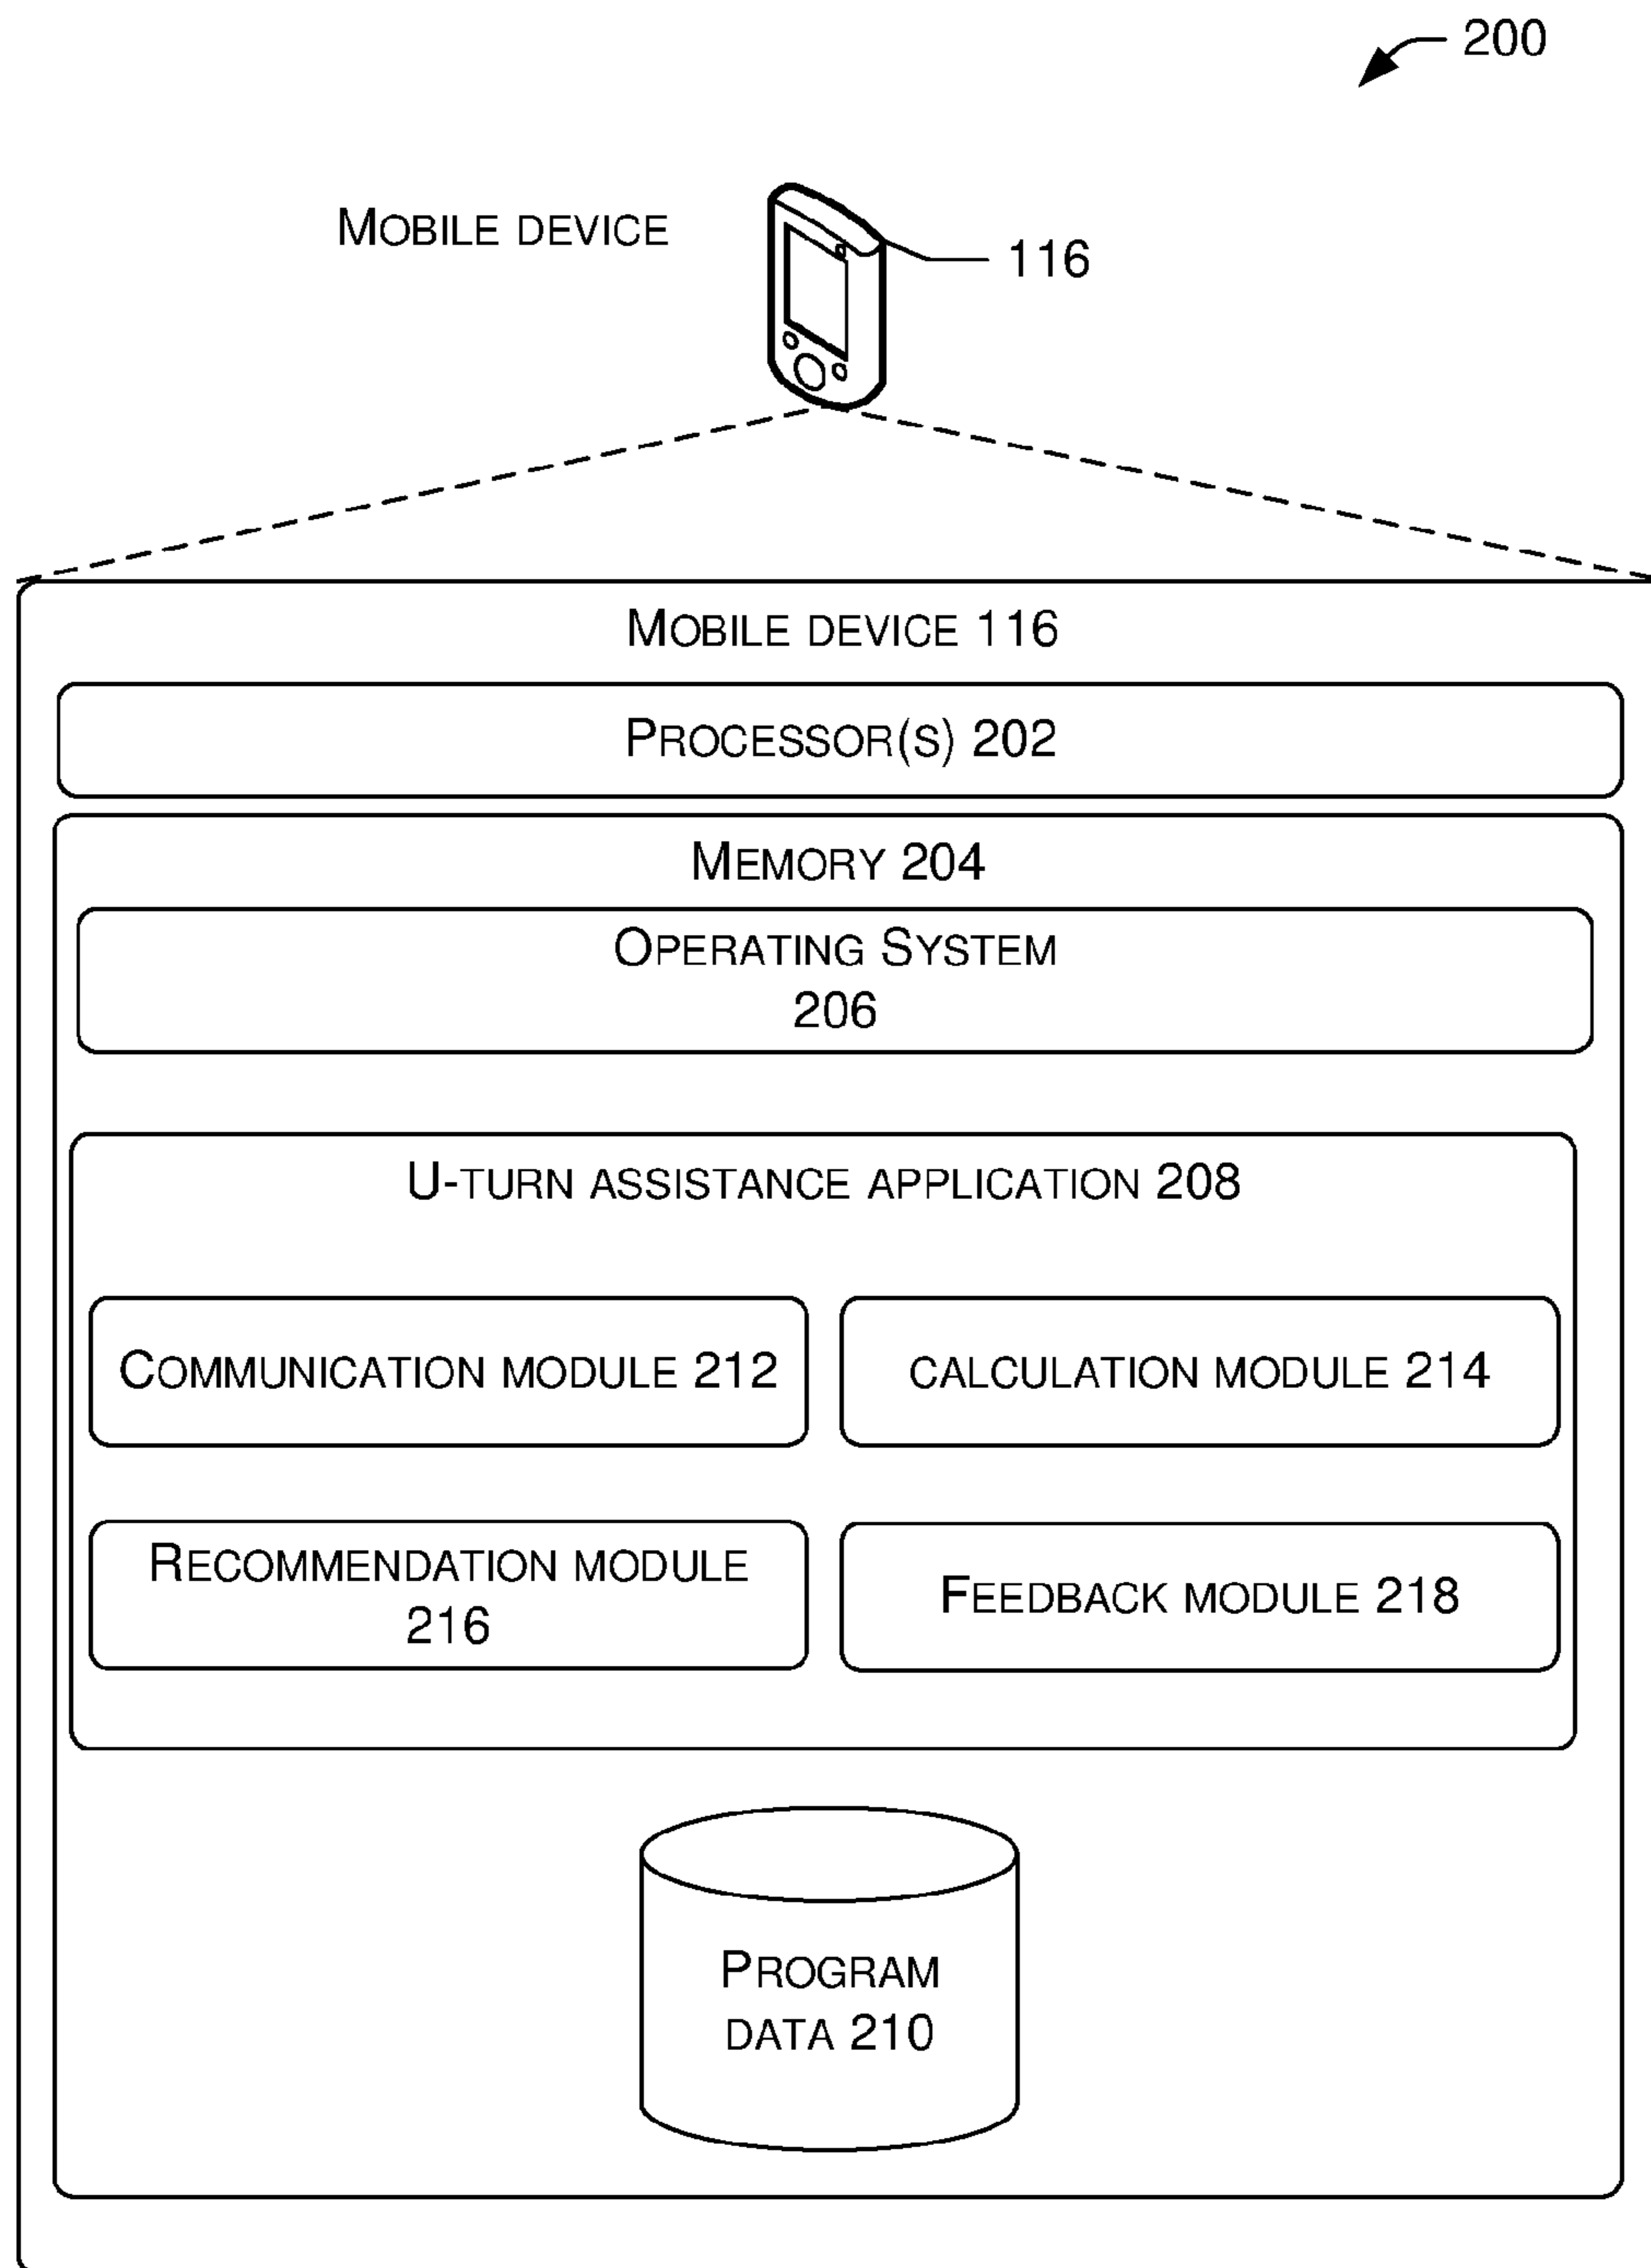 200
Mobile device
116
Mobile device 116
Processor(s) 202
Memory 204
Operating System
206
U-turn assistance application 208
Communication module 212
calculation module 214
Recommendation module
216
Feedback module 218
Program
data 210